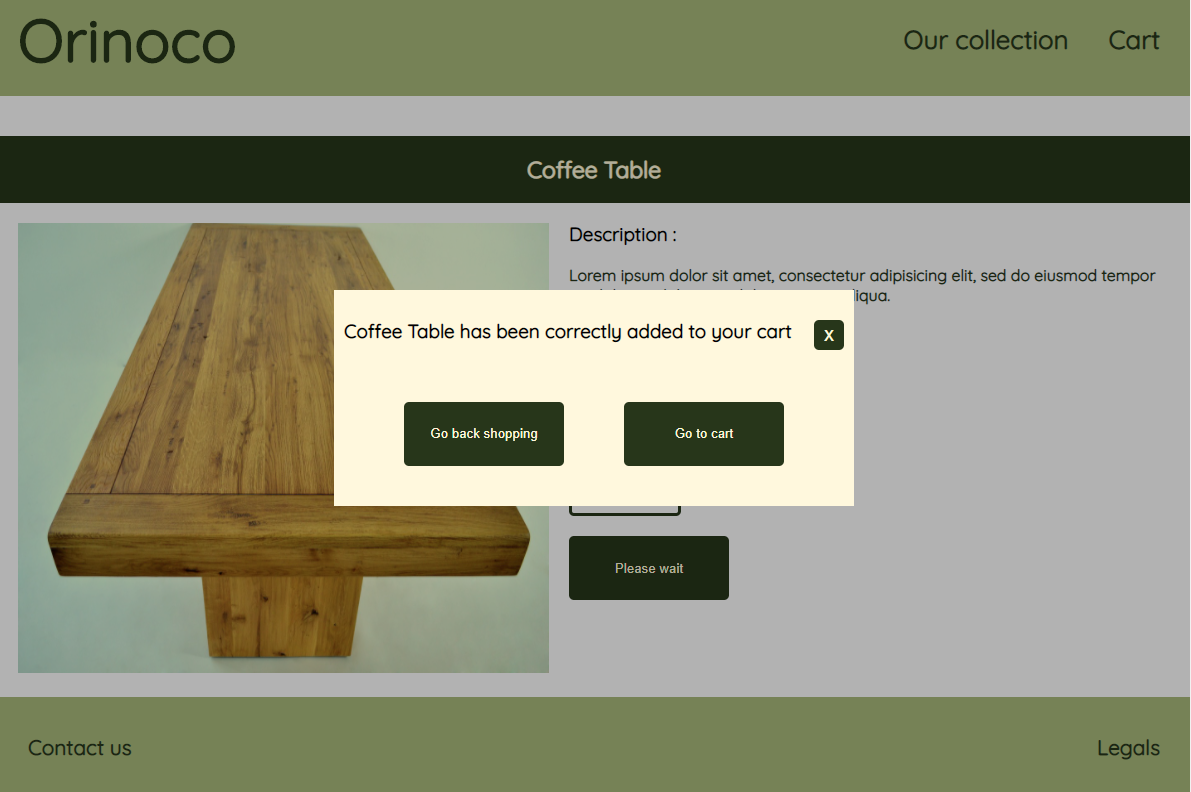 Orinoco
Our collection
Cart
Coffee Table
Description :
Lorem ipsum dolor sit amet, consectetur adipisicing elit, sed do eiusmod tempor
Coffee Table has been correctly added to your cart
X
Go back shopping
Go to cart
Please wait
Contact us
Legals